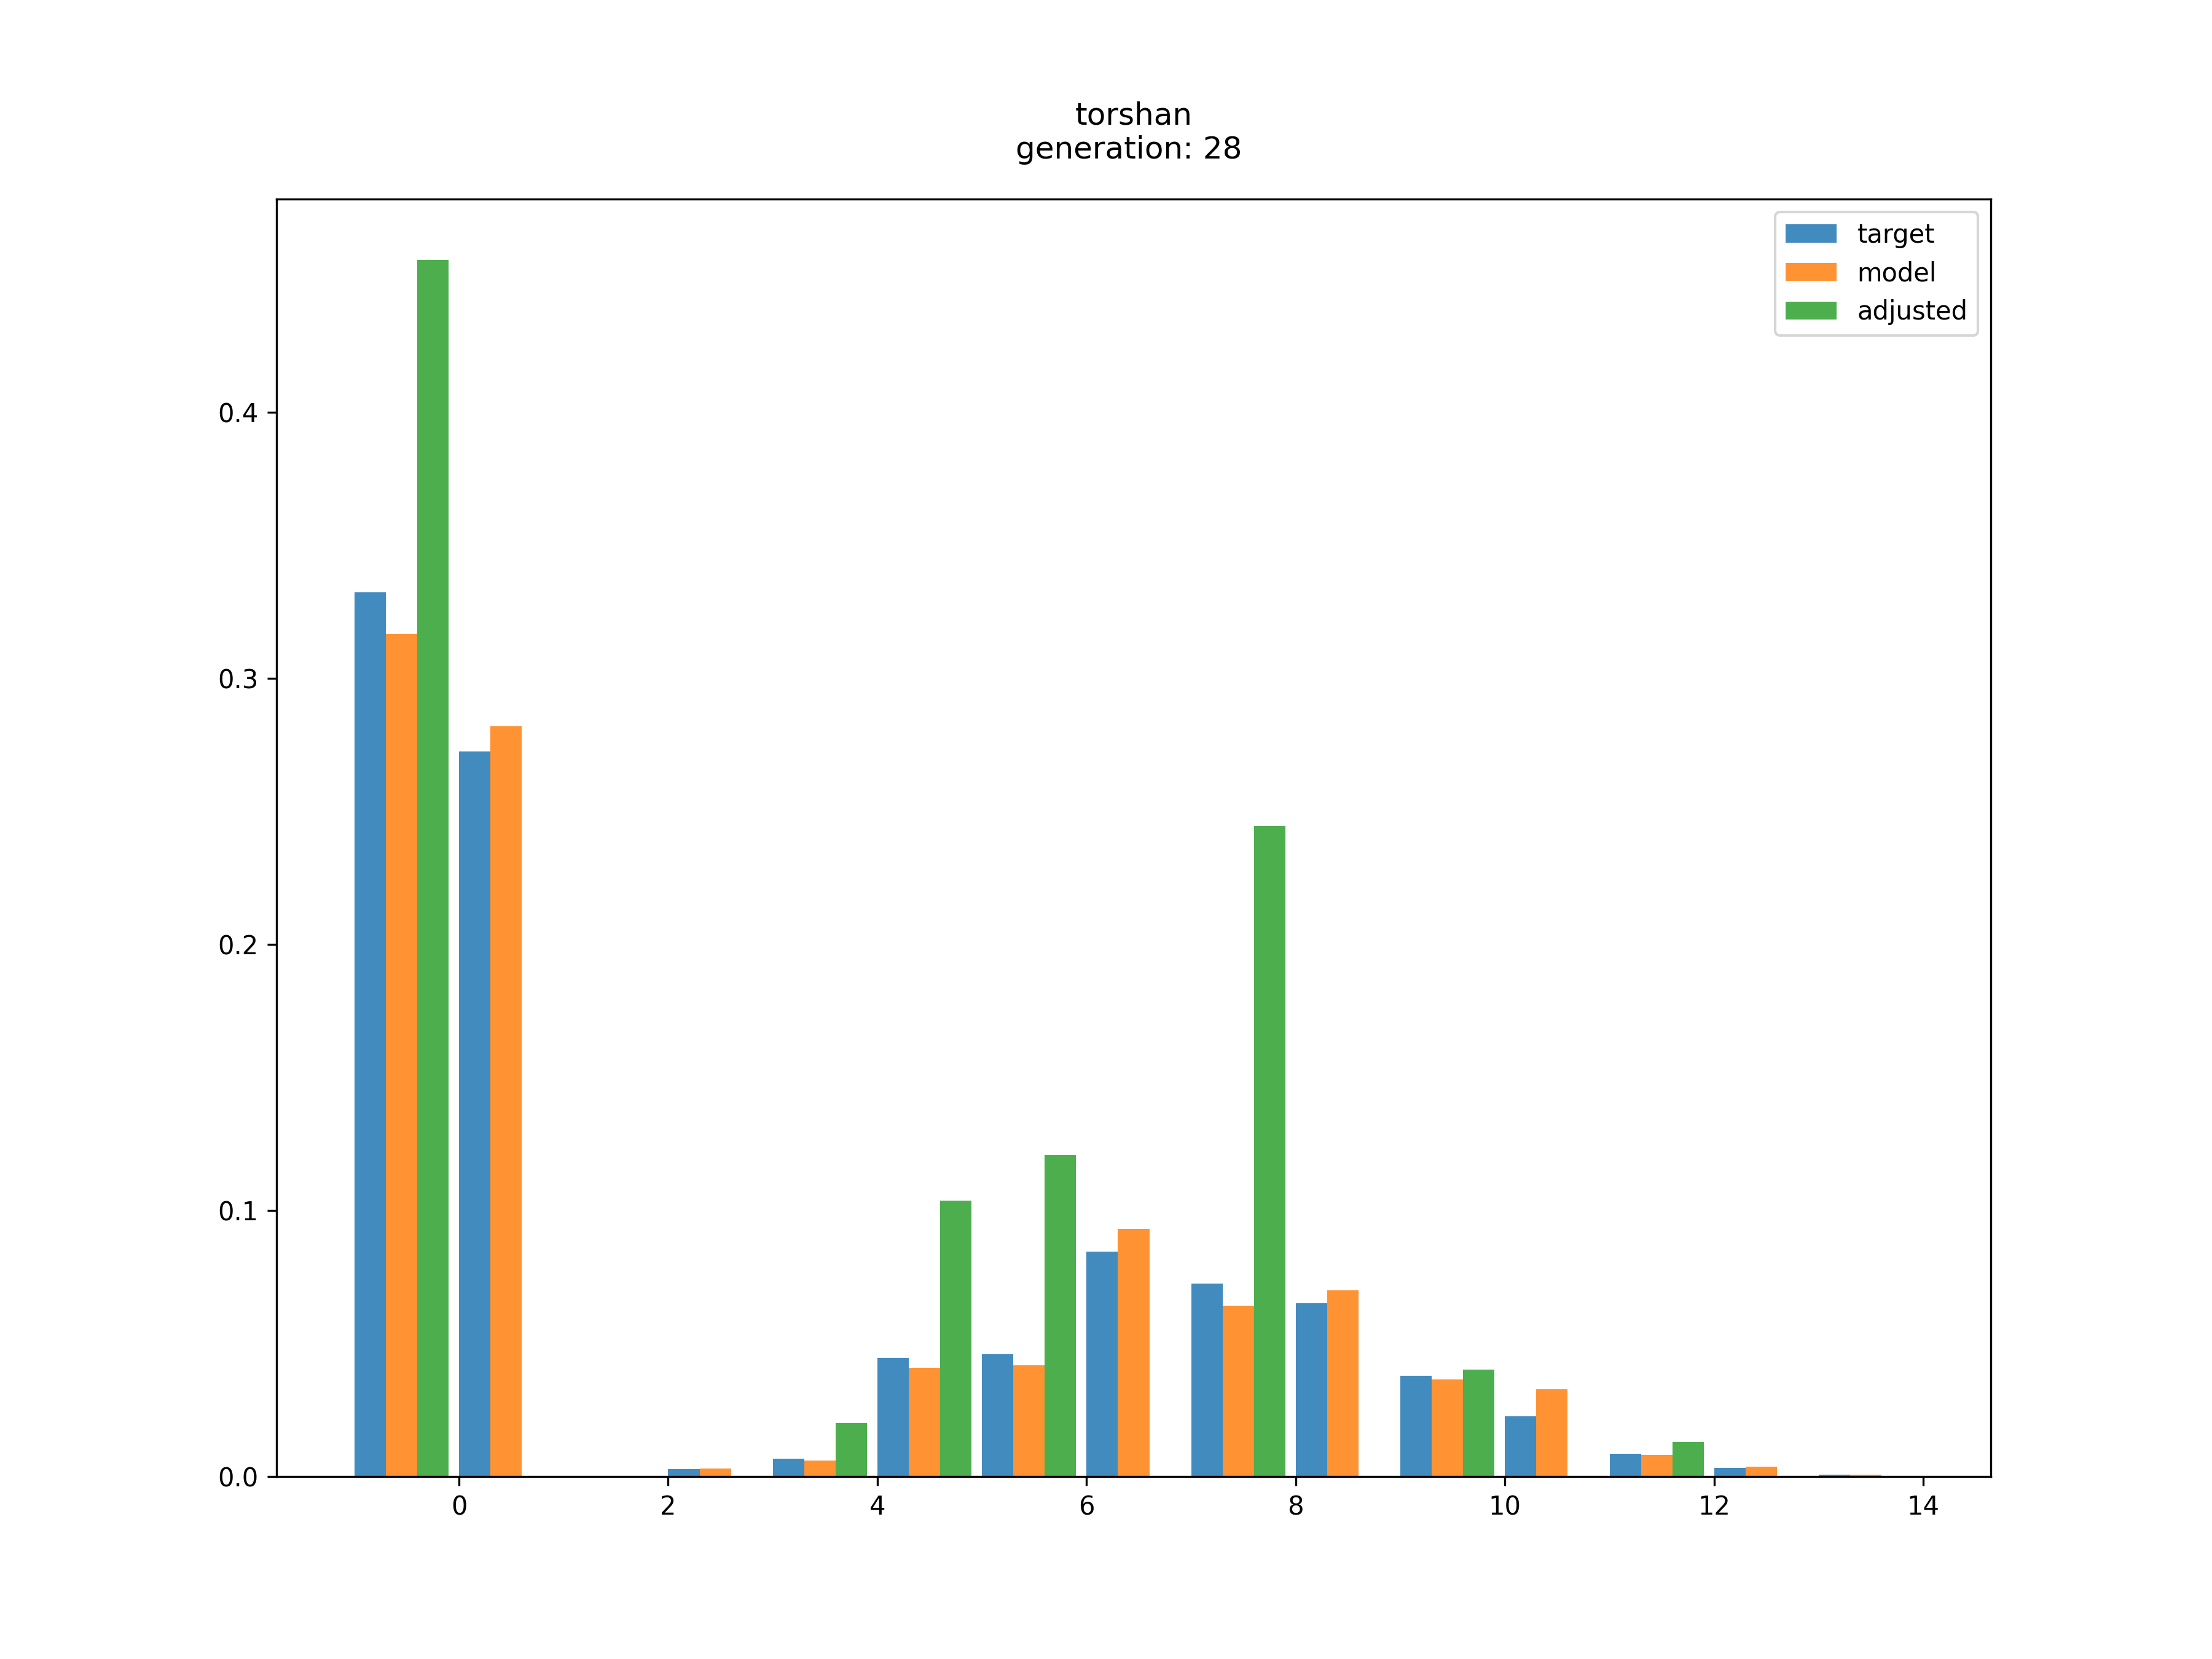 torshan
generation: 28
target
model
adjusted
0.4
0.3
0.2
0.1
0.0
0 2 4 6 8 10 12 14